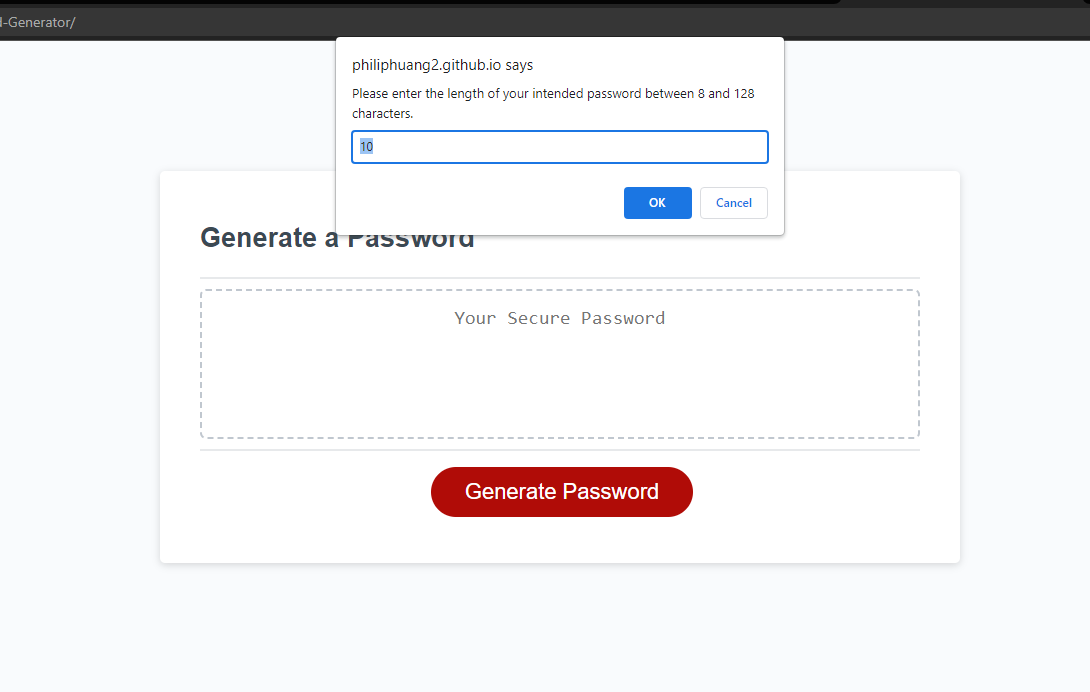 l-Generator/
philiphuang2.github.io says
Please enter the length of your intended password between 8 and 128
characters.
10
OK
Cancel
Generate a Password
Your Secure Password
Generate Password